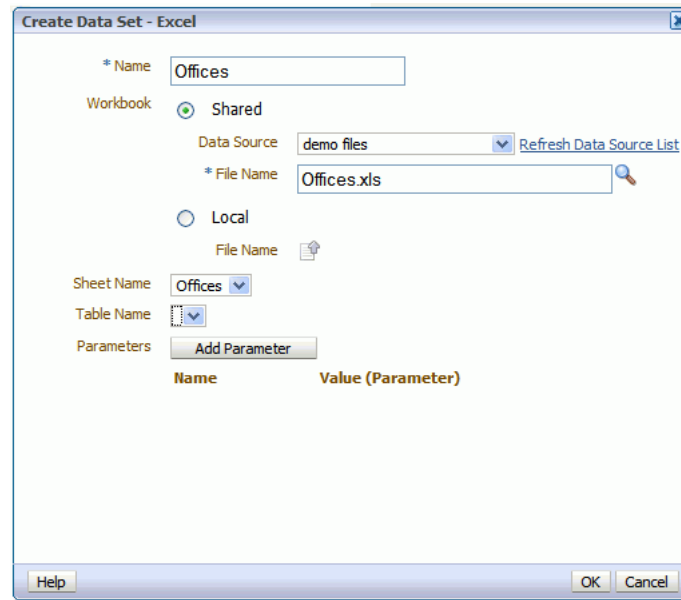 Create Data Set - Excel
* Name Offices
Workbook Shared
Data Source demo files Refresh Data Source List
* File Name Offices.xls
Local
File Name
Sheet Name Offices
Table Name
Parameters Add Parameter
Name Value (Parameter)
Help OK Cancel